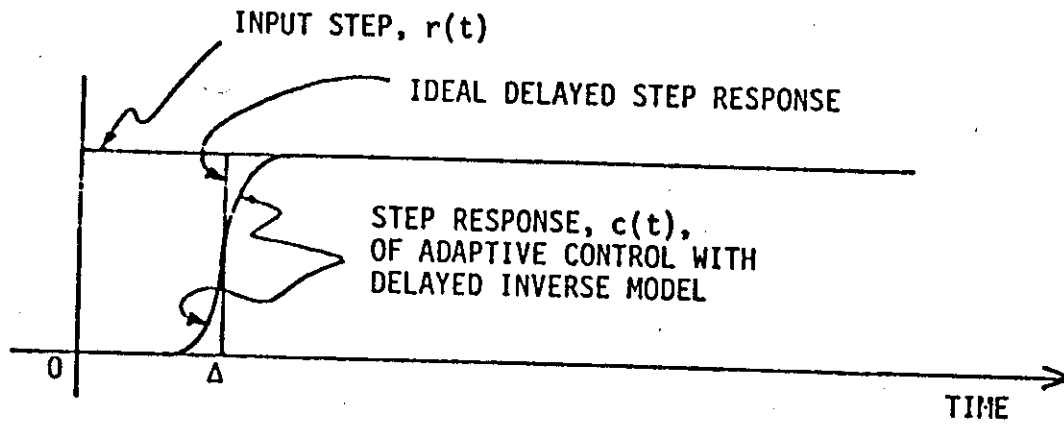 INPUT STEP, r(t)
IDEAL DELAYED STEP RESPONSE
STEP RESPONSE, c(t),
OF ADAPTIVE CONTROL WITH
DELAYED INVERSE MODEL
0
Δ
TIME